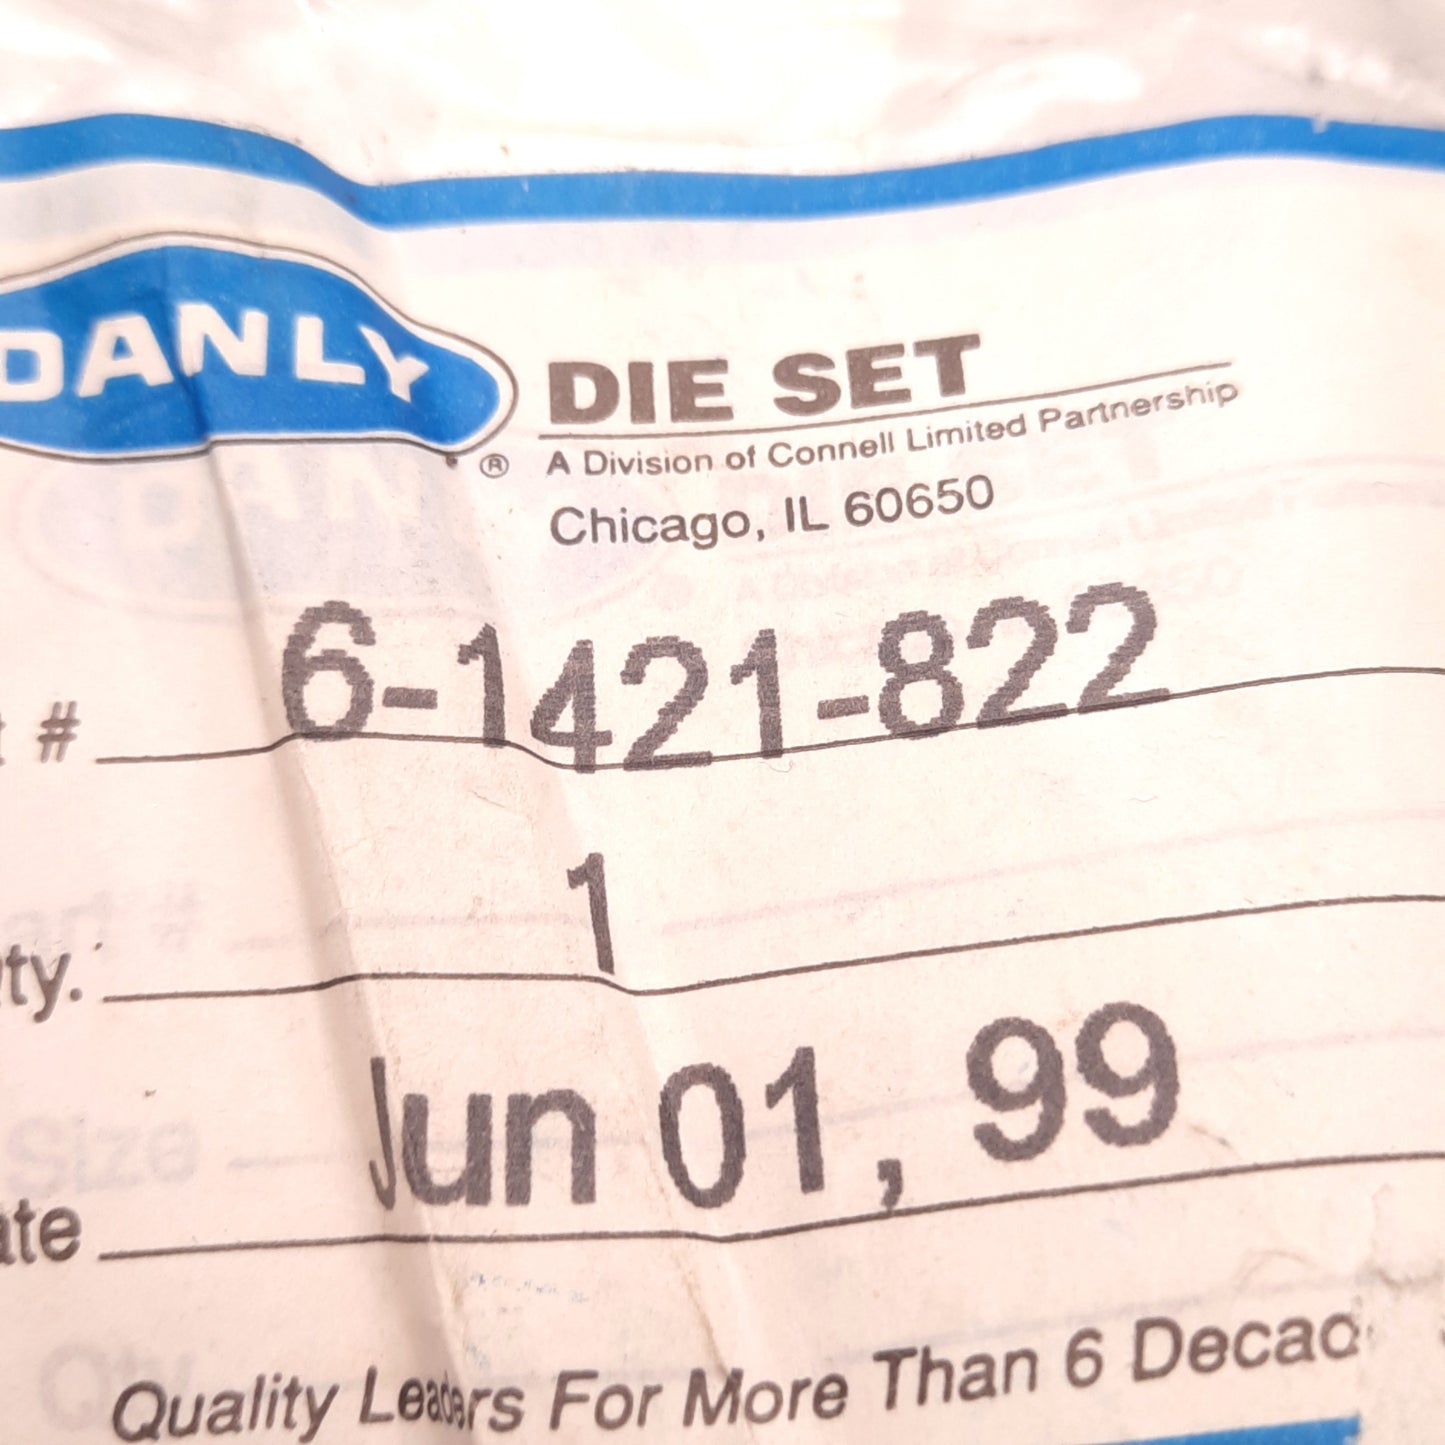 DANLY ® DIE SET
A Division of Connell Limited Partnership
Chicago, IL 60650
# 6-1421-822
ty. 1
ate Jun 01, 99
Quality Leaders For More Than 6 Decad